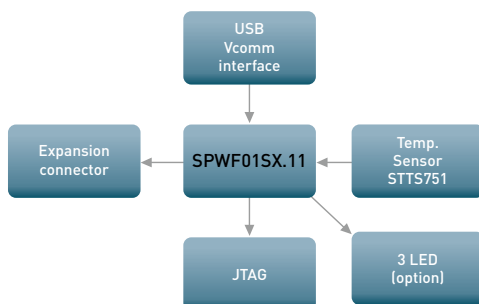 USB
Vcomm
interface
Expansion
connector
SPWF01SX.11
Temp.
Sensor
STTS751
JTAG
3 LED
(option)